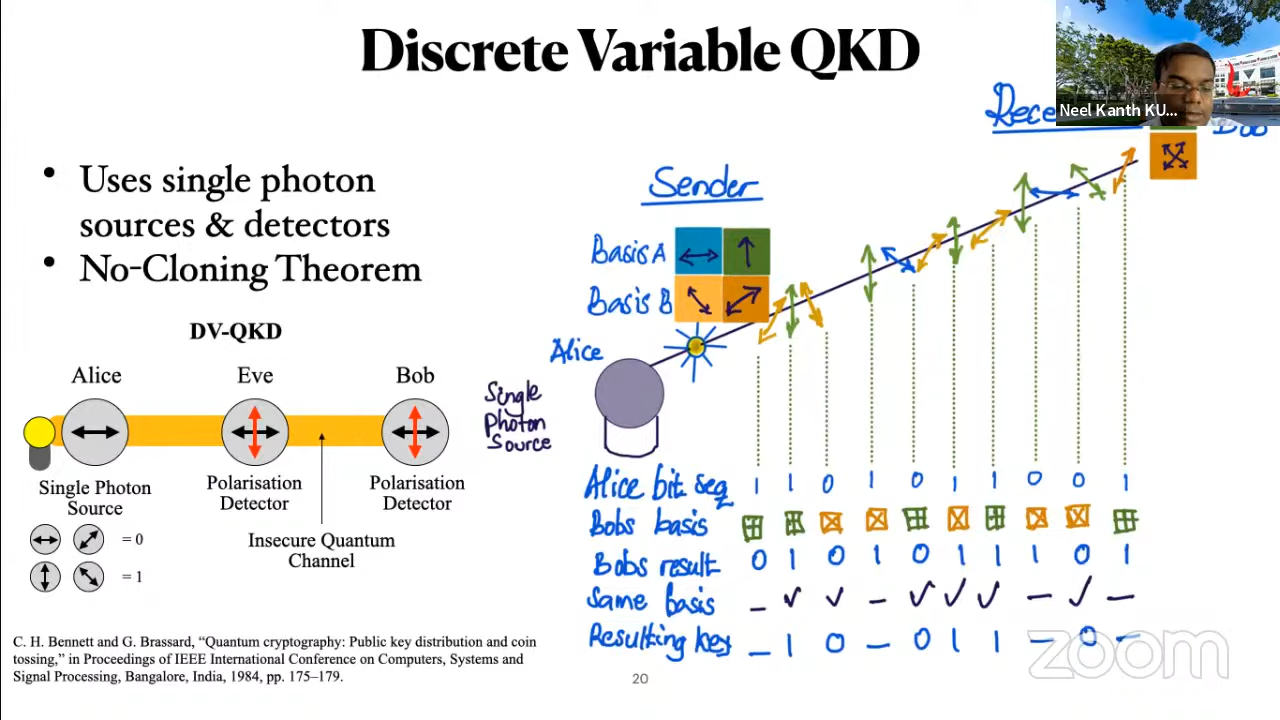 Discrete Variable QKD
Neel Kanth KU...
• Uses single photon
sources & detectors
• No-Cloning Theorem
DV-QKD
Alice
Eve
Bob
Single Photon
Source
Polarisation
Detector
Polarisation
Detector
Insecure Quantum
Channel
= 0
= 1
C. H. Bennett and G. Brassard, “Quantum cryptography: Public key distribution and coin
tossing,” in Proceedings of IEEE International Conference on Computers, Systems and
Signal Processing, Bangalore, India, 1984, pp. 175–179.
Sender
Basis A
Basis B
Alice
Single
Photon
Source
Alice bit seq 1 1 0 1 0 1 1 0 0 1
Bobs basis
Bobs result 0 1 0 1 0 1 1 1 0 1
Same basis – ✓ ✓ – ✓ ✓ ✓ – ✓ –
Resulting key – 1 0 – 0 1 1 – 0 –
20
zoom